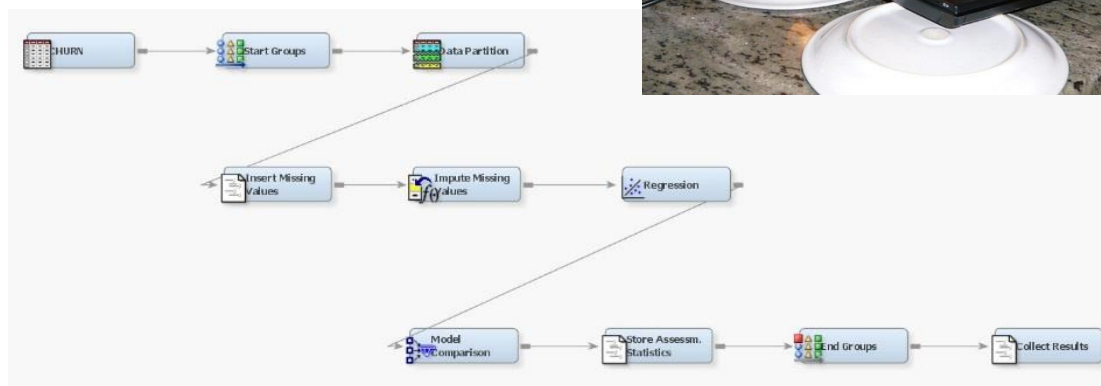 CHURN
Start Groups
Data Partition
Insert Missing
Values
Impute Missing
Values
Regression
Model
Comparison
Store Assessm.
Statistics
End Groups
Collect Results